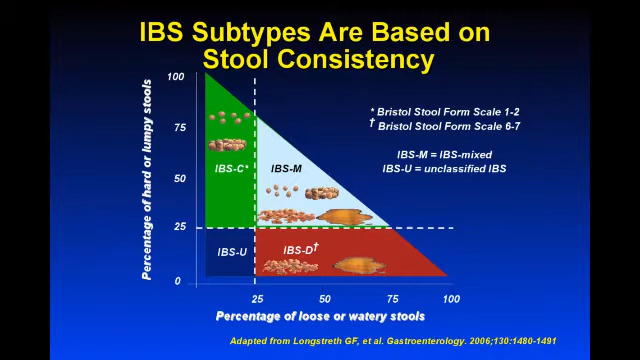 IBS Subtypes Are Based on
Stool Consistency
Percentage of hard or lumpy stools
100
75
50
25
0
IBS-C*
IBS-M
IBS-U
IBS-D†
* Bristol Stool Form Scale 1-2
† Bristol Stool Form Scale 6-7
IBS-M = IBS-mixed
IBS-U = unclassified IBS
25
50
75
100
Percentage of loose or watery stools
Adapted from Longstreth GF, et al. Gastroenterology. 2006;130:1480-1491